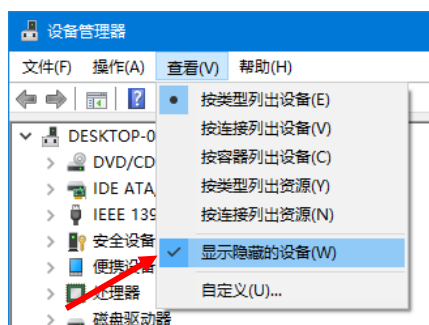 设备管理器
文件(F) 操作(A) 查看(V) 帮助(H)
按类型列出设备(E)
按连接列出设备(V)
按容器列出设备(C)
按类型列出资源(Y)
按连接列出资源(N)
显示隐藏的设备(W)
自定义(U)...
DESKTOP-0
DVD/CD
IDE ATA
IEEE 139
安全设备
便携设备
处理器
磁盘驱动器